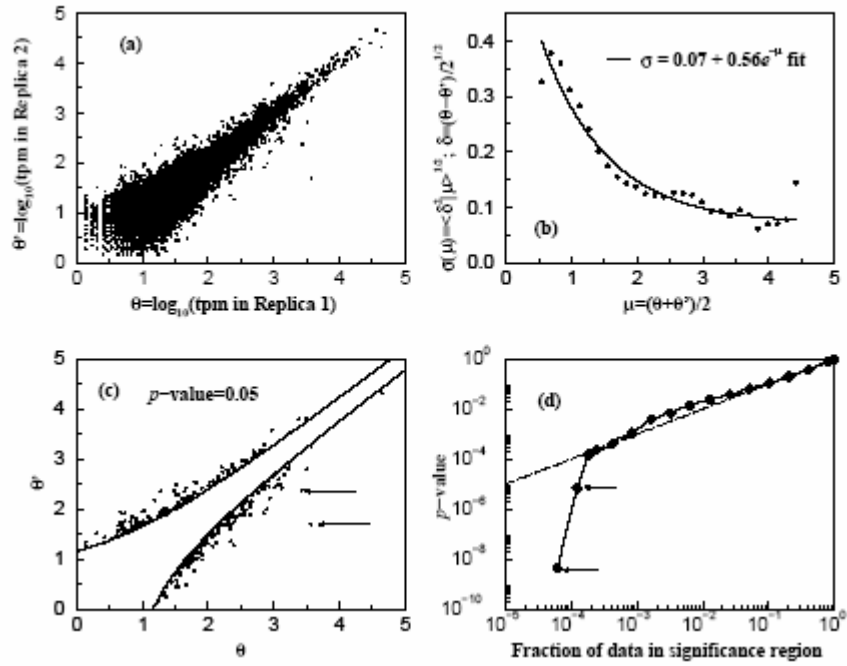 (a)
θ'=log10(tpm in Replica 2)
5
4
3
2
1
0
0 1 2 3 4 5
θ=log10(tpm in Replica 1)
(b)
σ(μ)=<δ²|μ>^1/2; δ=(θ−θ')/2^1/2
0.4
0.3
0.2
0.1
0.0
σ = 0.07 + 0.56e^−μ fit
0 1 2 3 4 5
μ=(θ+θ')/2
(c)
p−value=0.05
θ'
5
4
3
2
1
0
0 1 2 3 4 5
θ
(d)
p−value
10^0
10^−2
10^−4
10^−6
10^−8
10^−10
10^−5 10^−4 10^−3 10^−2 10^−1 10^0
Fraction of data in significance region